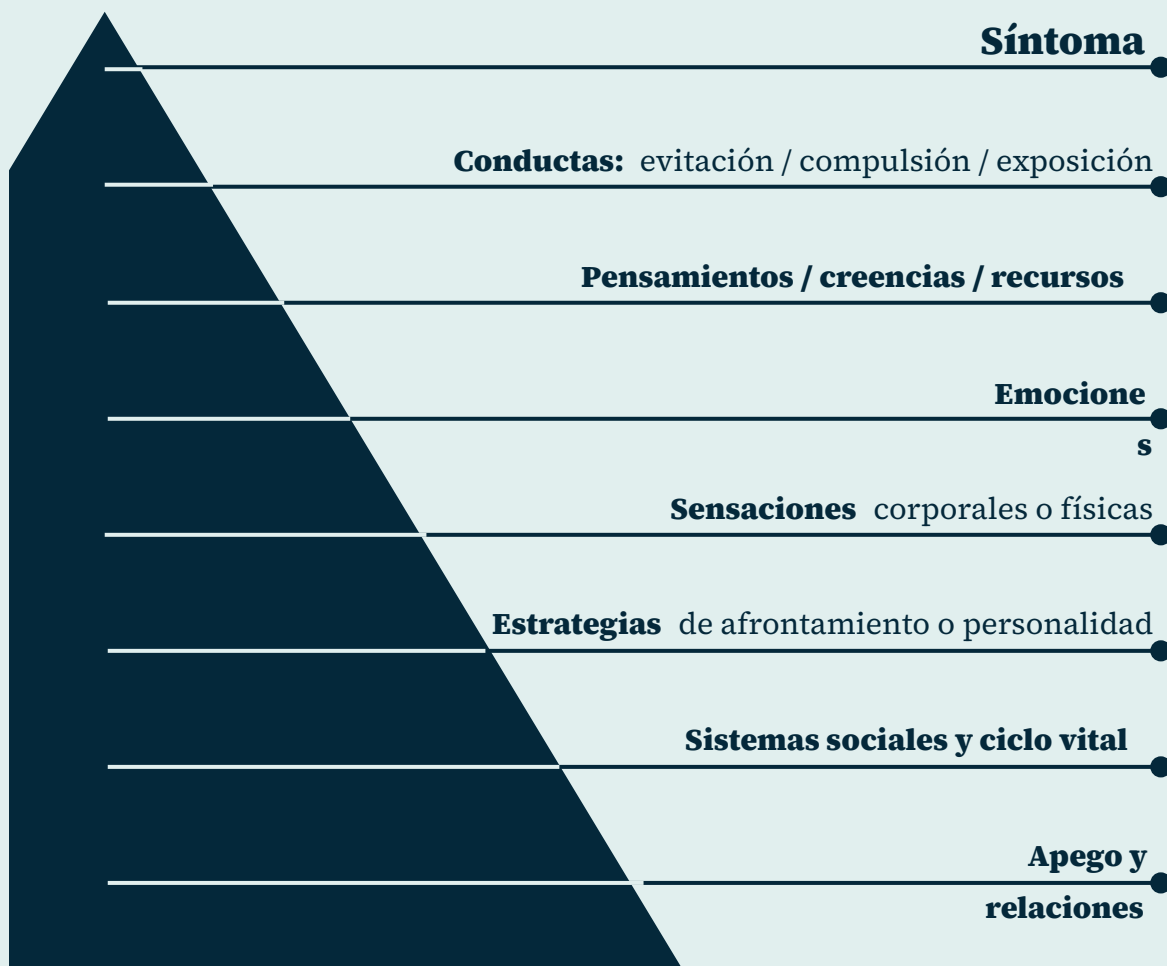 Síntoma
Conductas: evitación / compulsión / exposición
Pensamientos / creencias / recursos
Emocione
s
Sensaciones corporales o físicas
Estrategias de afrontamiento o personalidad
Sistemas sociales y ciclo vital
Apego y
relaciones